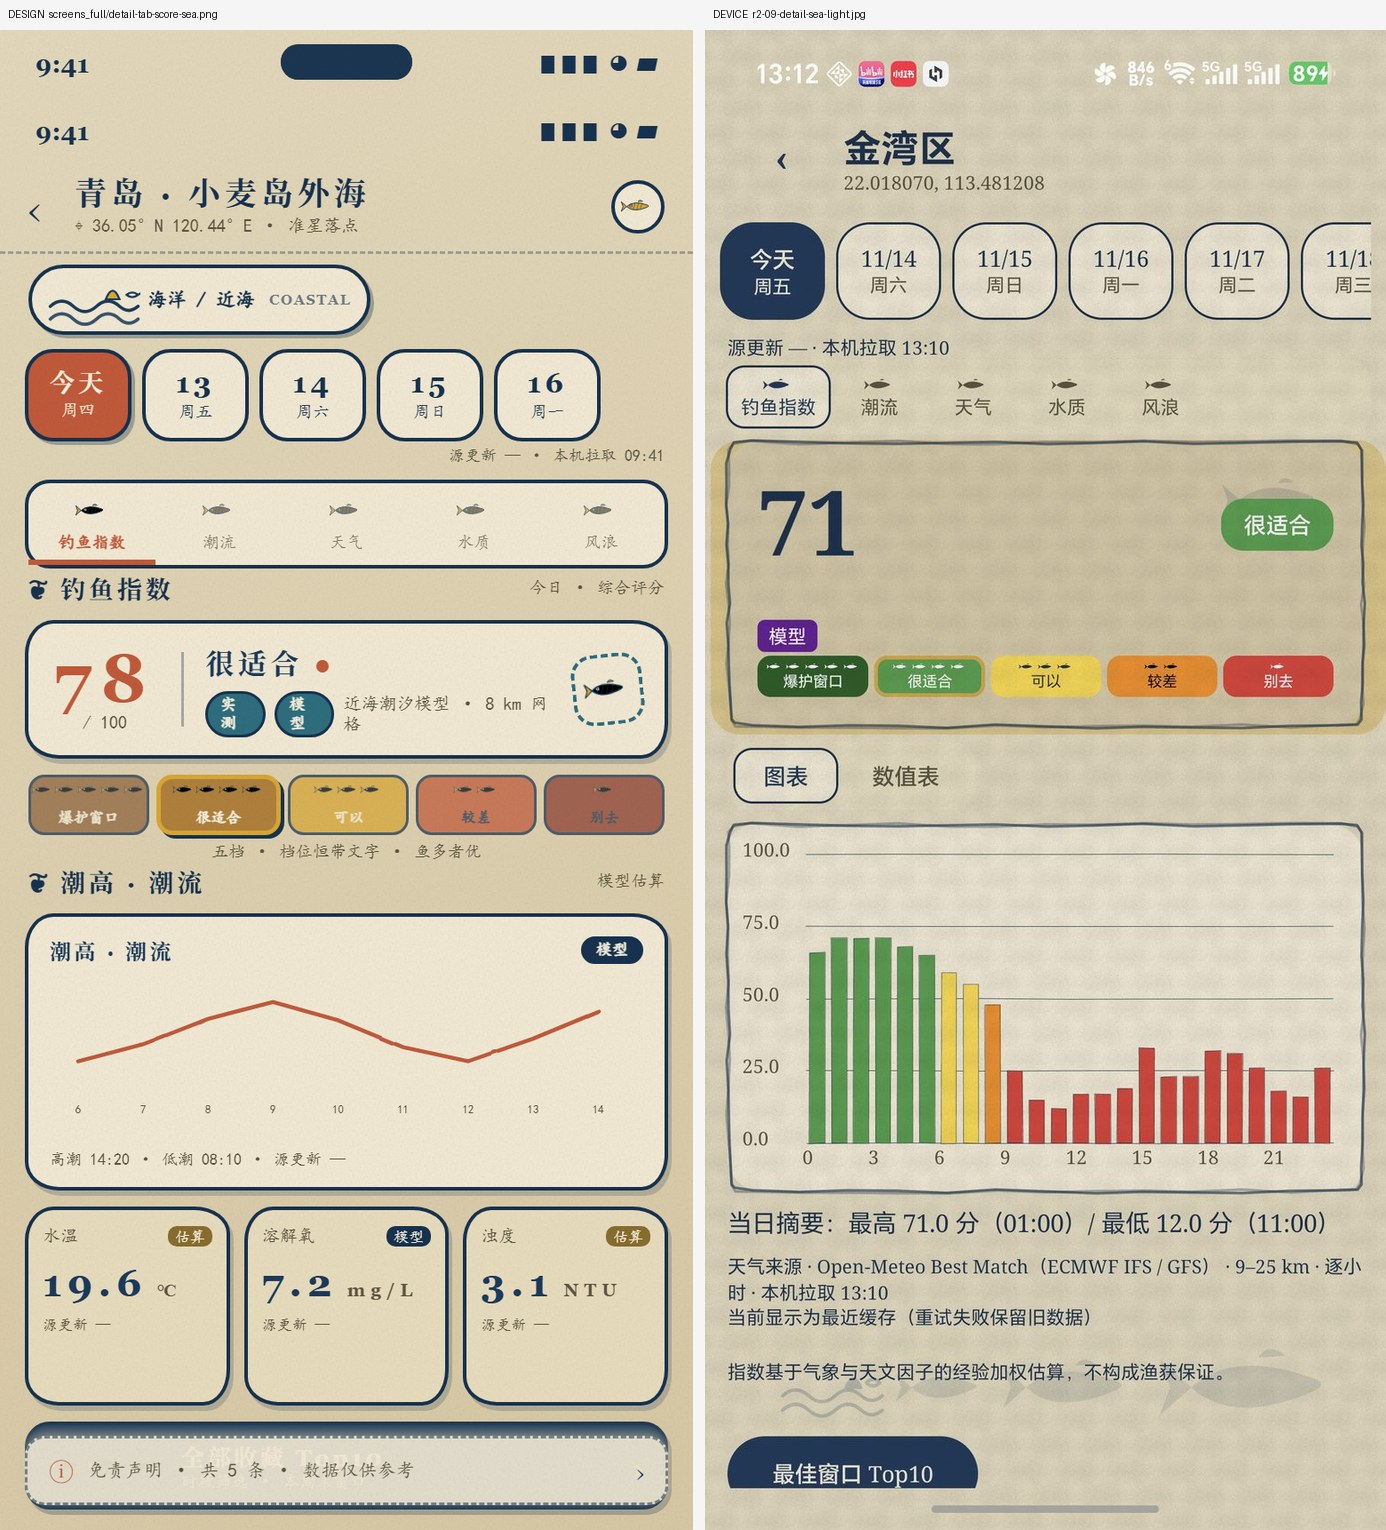 DESIGN screens_full/detail-tab-score-sea.png
9:41
9:41
青岛 · 小麦岛外海
36.05° N 120.44° E • 准星落点
海洋 / 近海 COASTAL
今天 13 14 15 16
周四 周五 周六 周日 周一
源更新 — • 本机拉取 09:41
钓鱼指数 潮流 天气 水质 风浪
钓鱼指数 今日 • 综合评分
78
/ 100
很适合
实测 模型 近海潮汐模型 • 8 km 网格
爆护窗口 很适合 可以 较差 别去
五档 • 档位恒带文字 • 鱼多者优
潮高 · 潮流 模型估算
潮高 · 潮流 模型
6 7 8 9 10 11 12 13 14
高潮 14:20 • 低潮 08:10 • 源更新 —
水温 估算 溶解氧 模型 浊度 估算
19.6 ℃ 7.2 mg/L 3.1 NTU
源更新 — 源更新 — 源更新 —
全部收藏 Top10
免责声明 • 共 5 条 • 数据仅供参考 ›
DEVICE r2-09-detail-sea-light.jpg
13:12 846 B/s 6 5G 5G 89
金湾区
22.018070, 113.481208
今天 11/14 11/15 11/16 11/17
周五 周六 周日 周一 周二 周三
源更新 — · 本机拉取 13:10
钓鱼指数 潮流 天气 水质 风浪
71 很适合
模型
爆护窗口 很适合 可以 较差 别去
图表 数值表
100.0
75.0
50.0
25.0
0.0
0 3 6 9 12 15 18 21
当日摘要：最高 71.0 分（01:00）/ 最低 12.0 分（11:00）
天气来源 · Open-Meteo Best Match（ECMWF IFS / GFS） · 9–25 km · 逐小
时 · 本机拉取 13:10
当前显示为最近缓存（重试失败保留旧数据）
指数基于气象与天文因子的经验加权估算，不构成渔获保证。
最佳窗口 Top10